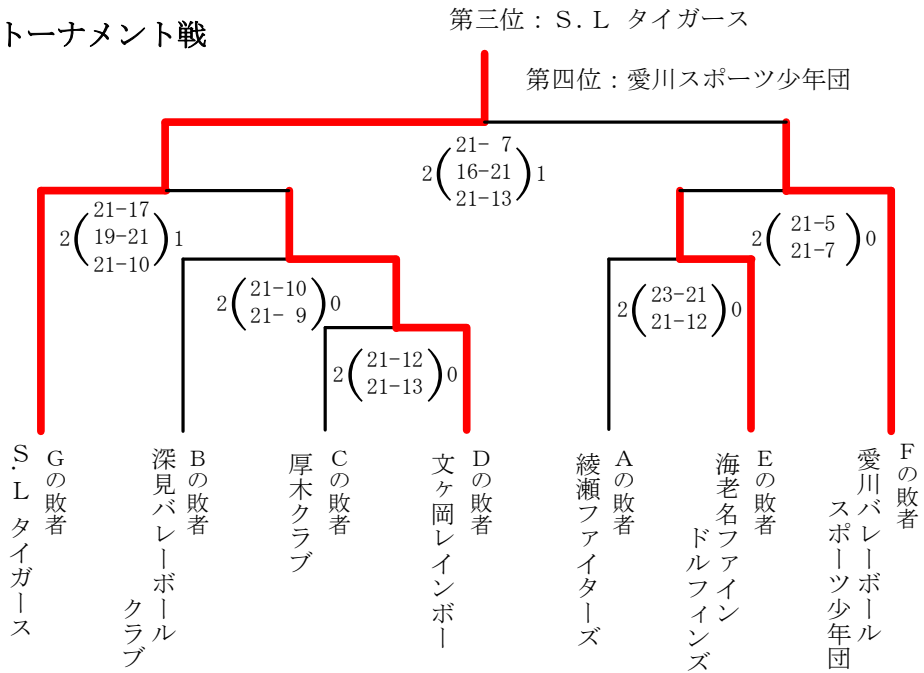 トーナメント戦
第三位：S.L タイガース
第四位：愛川スポーツ少年団
2(21- 7 16-21 21-13)1
2(21-17 19-21 21-10)1
2(21-5 21-7)0
2(21-10 21- 9)0
2(23-21 21-12)0
2(21-12 21-13)0
Gの敗者
S.L タイガース
Bの敗者
深見バレーボール
クラブ
Cの敗者
厚木クラブ
Dの敗者
文ヶ岡レインボー
Aの敗者
綾瀬ファイターズ
Eの敗者
海老名ファイン
ドルフィンズ
Fの敗者
愛川バレーボール
スポーツ少年団